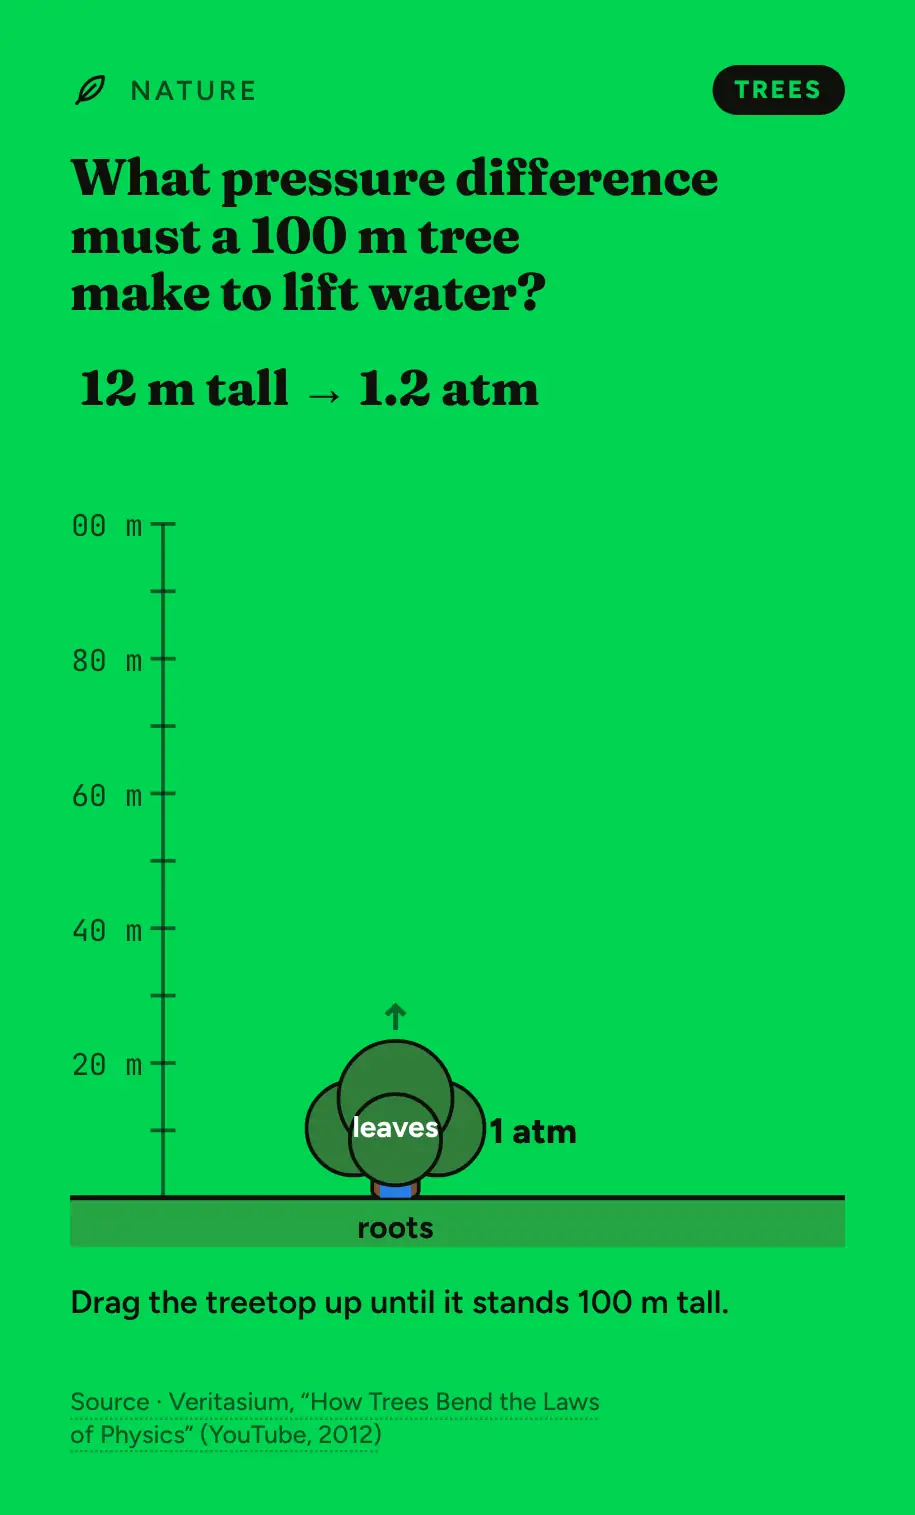 NATURE
TREES
What pressure difference
must a 100 m tree
make to lift water?
12 m tall → 1.2 atm
00 m
80 m
60 m
40 m
20 m
leaves
1 atm
roots
Drag the treetop up until it stands 100 m tall.
Source · Veritasium, “How Trees Bend the Laws
of Physics” (YouTube, 2012)